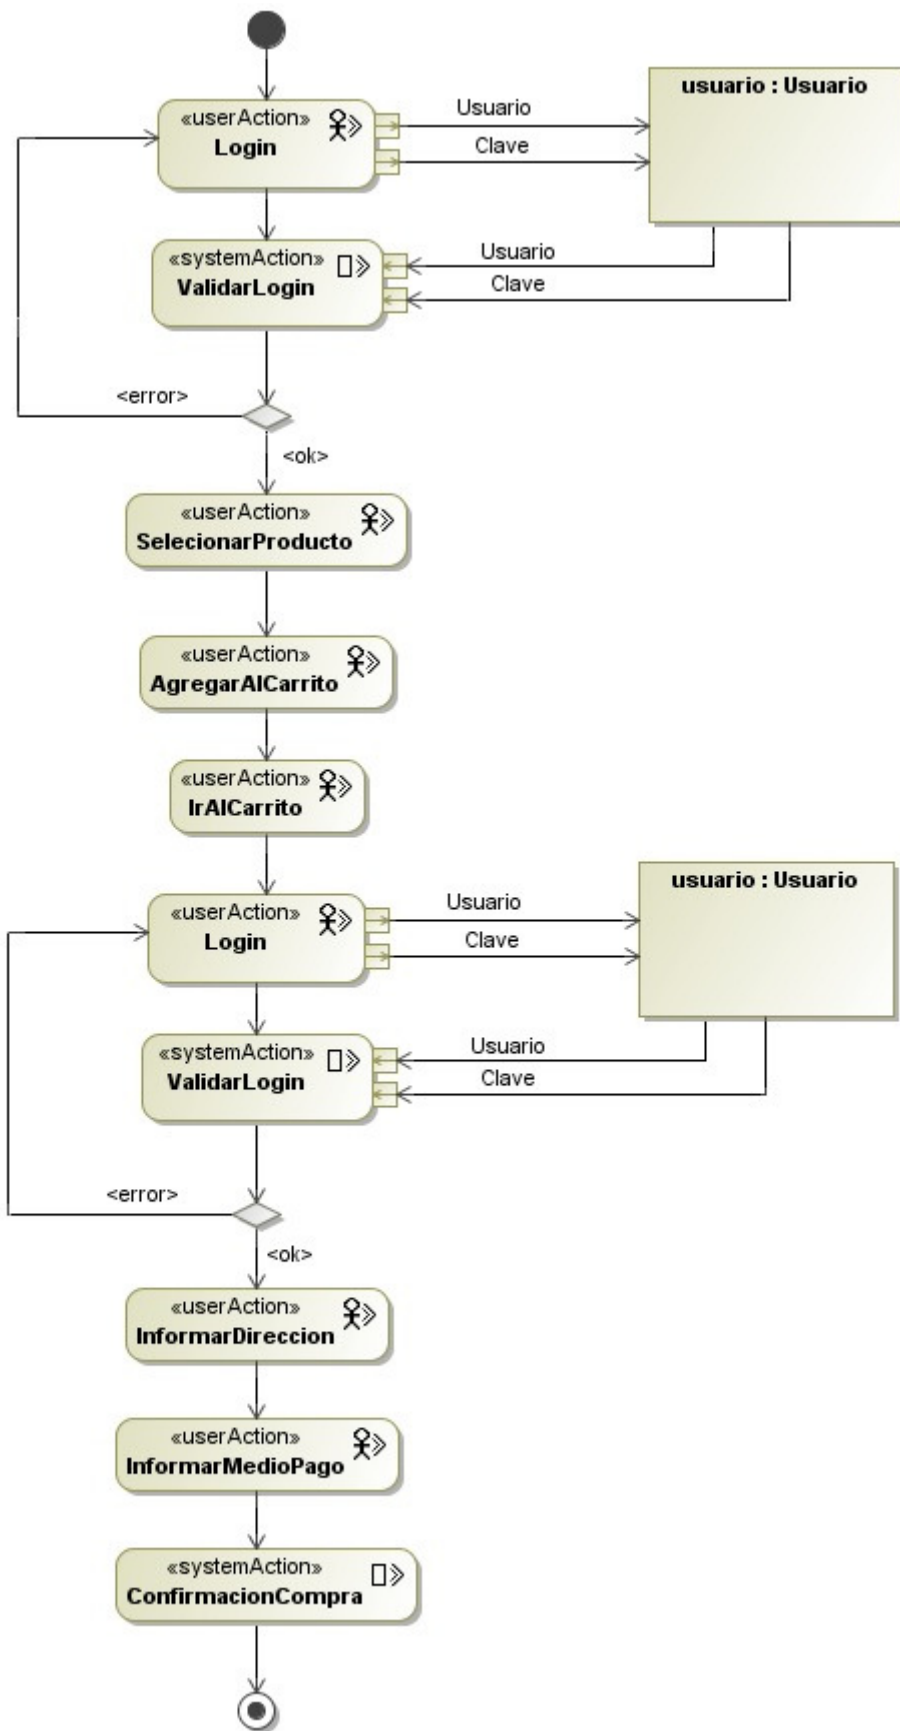 «userAction»
Login
Usuario
Clave
usuario : Usuario
«systemAction»
ValidarLogin
Usuario
Clave
<error>
<ok>
«userAction»
SelecionarProducto
«userAction»
AgregarAlCarrito
«userAction»
IrAlCarrito
«userAction»
Login
Usuario
Clave
usuario : Usuario
«systemAction»
ValidarLogin
Usuario
Clave
<error>
<ok>
«userAction»
InformarDireccion
«userAction»
InformarMedioPago
«systemAction»
ConfirmacionCompra